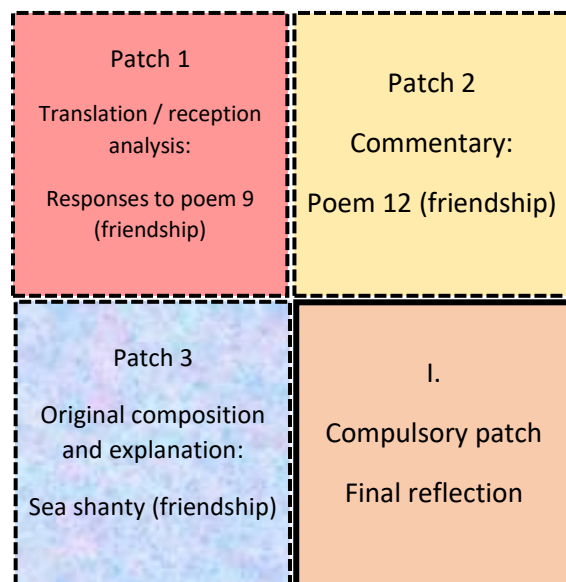 Patch 1
Translation / reception
analysis:
Responses to poem 9
(friendship)
Patch 2
Commentary:
Poem 12 (friendship)
Patch 3
Original composition
and explanation:
Sea shanty (friendship)
I.
Compulsory patch
Final reflection